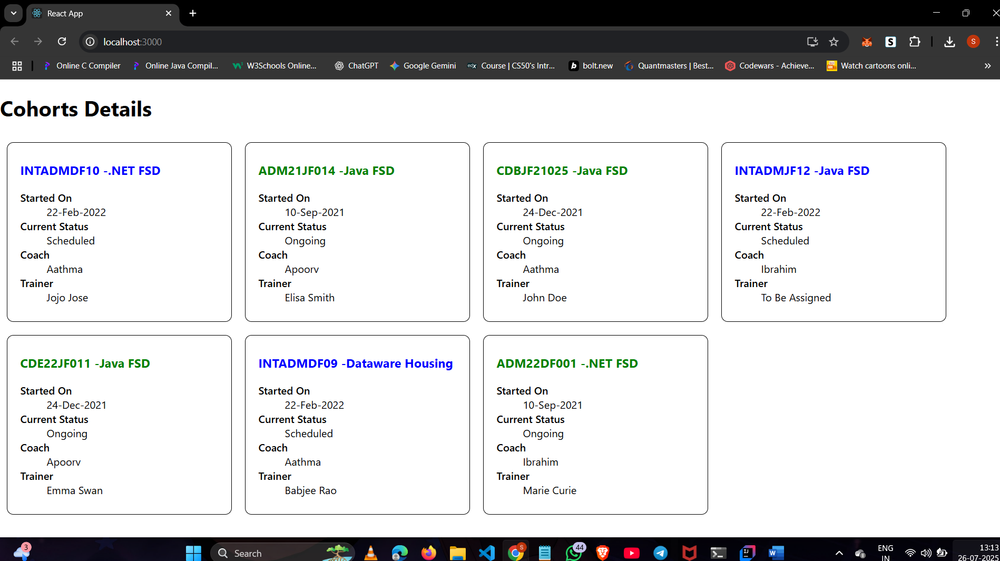 React App
localhost:3000
S
S
Online C Compiler
Online Java Compil...
W3Schools Online...
ChatGPT
Google Gemini
edX
Course | CS50's Intr...
b
bolt.new
Quantmasters | Best...
Codewars - Achieve...
Watch cartoons onli...
Cohorts Details
INTADMDF10 -.NET FSD
Started On
22-Feb-2022
Current Status
Scheduled
Coach
Aathma
Trainer
Jojo Jose
ADM21JF014 -Java FSD
Started On
10-Sep-2021
Current Status
Ongoing
Coach
Apoorv
Trainer
Elisa Smith
CDBJF21025 -Java FSD
Started On
24-Dec-2021
Current Status
Ongoing
Coach
Aathma
Trainer
John Doe
INTADMJF12 -Java FSD
Started On
22-Feb-2022
Current Status
Scheduled
Coach
Ibrahim
Trainer
To Be Assigned
CDE22JF011 -Java FSD
Started On
24-Dec-2021
Current Status
Ongoing
Coach
Apoorv
Trainer
Emma Swan
INTADMDF09 -Dataware Housing
Started On
22-Feb-2022
Current Status
Scheduled
Coach
Aathma
Trainer
Babjee Rao
ADM22DF001 -.NET FSD
Started On
10-Sep-2021
Current Status
Ongoing
Coach
Ibrahim
Trainer
Marie Curie
3
Search
S
44
IJ
W
ENG
IN
13:13
26-07-2025